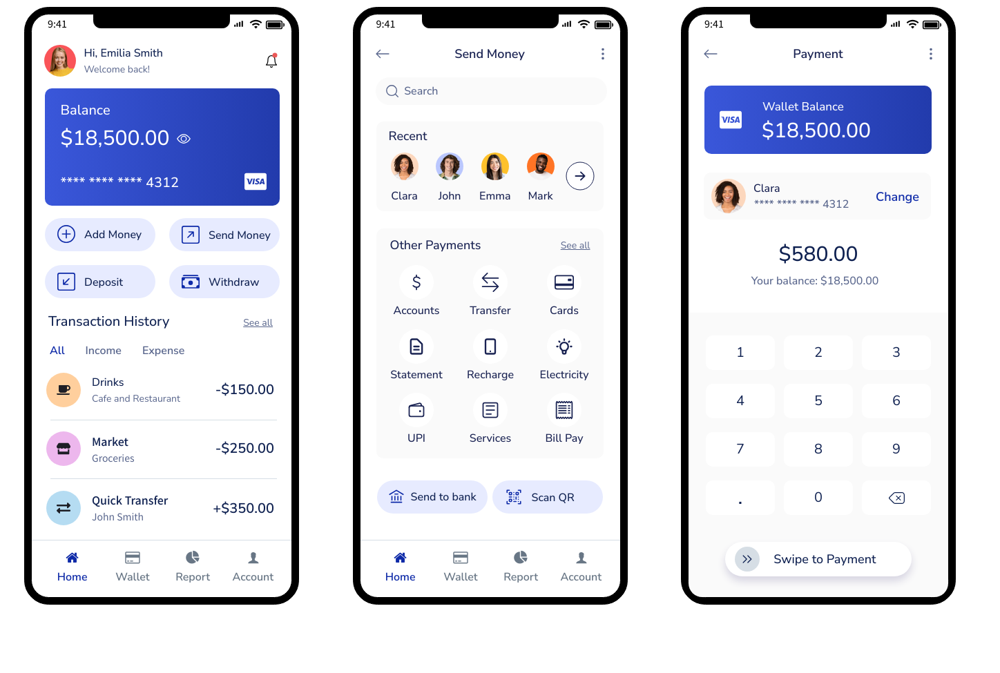 9:41
Hi, Emilia Smith
Welcome back!
Balance
$18,500.00
**** **** **** 4312
VISA
Add Money
Send Money
Deposit
Withdraw
Transaction History
See all
All Income Expense
Drinks
Cafe and Restaurant
-$150.00
Market
Groceries
-$250.00
Quick Transfer
John Smith
+$350.00
Home Wallet Report Account
9:41
Send Money
Search
Recent
Clara John Emma Mark
Other Payments
See all
$
Accounts Transfer Cards
Statement Recharge Electricity
UPI Services Bill Pay
Send to bank
Scan QR
Home Wallet Report Account
9:41
Payment
VISA
Wallet Balance
$18,500.00
Clara
**** **** **** 4312
Change
$580.00
Your balance: $18,500.00
1 2 3
4 5 6
7 8 9
. 0
Swipe to Payment